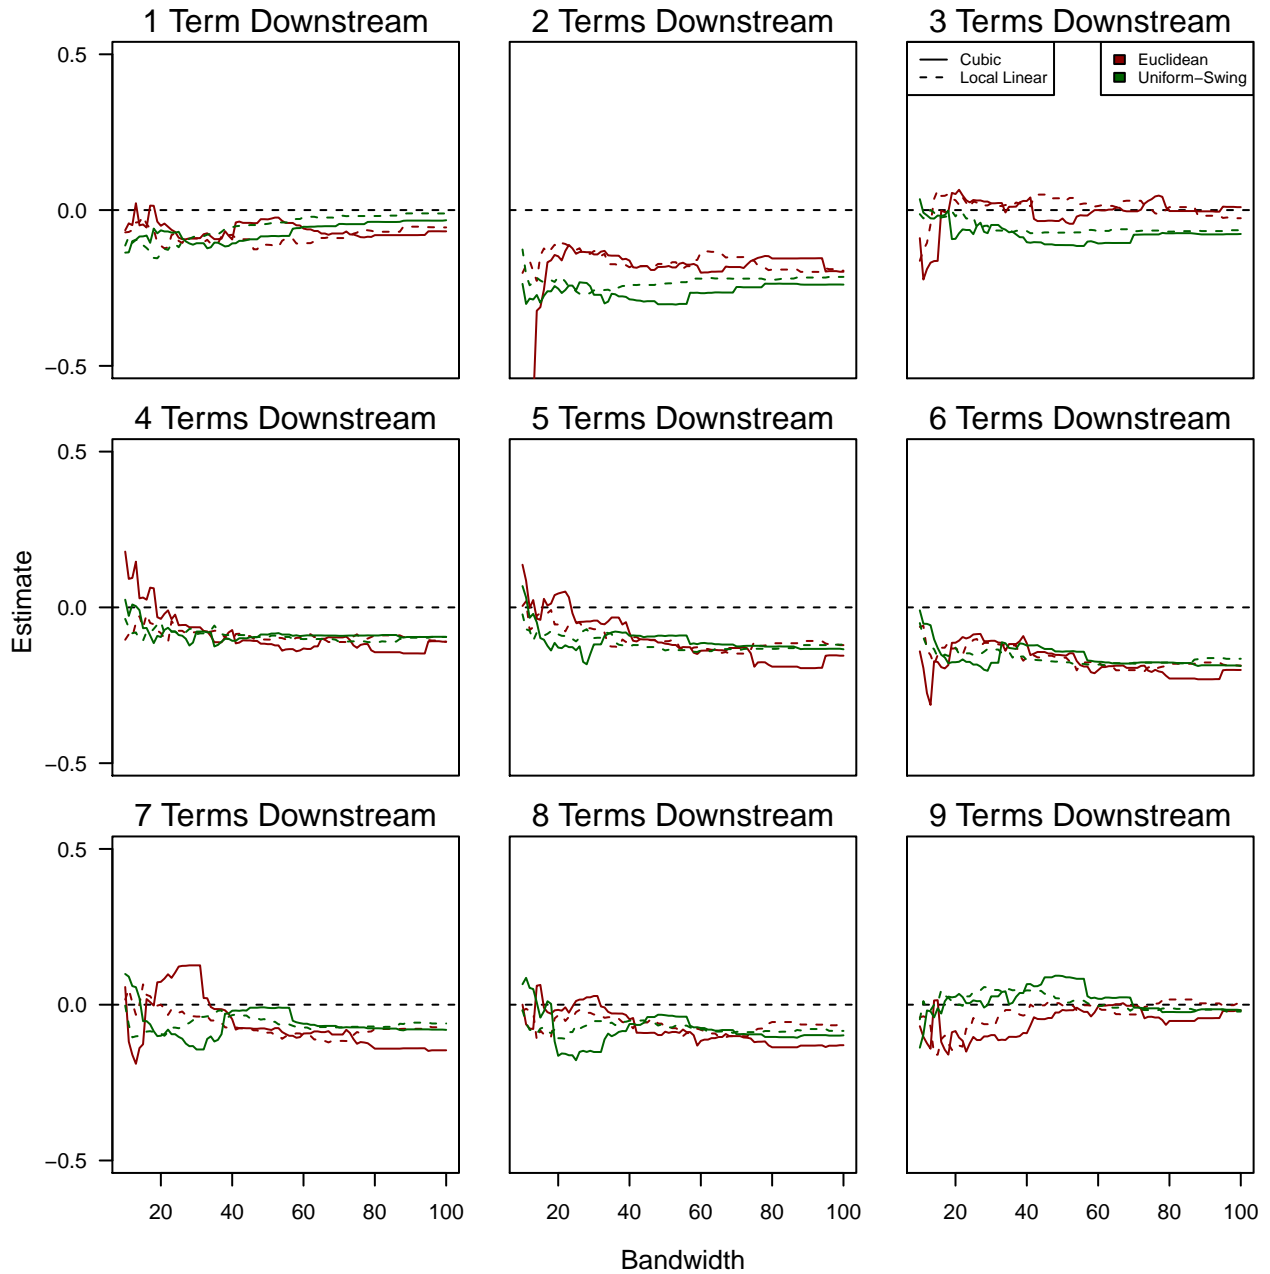 1 Term Downstream
2 Terms Downstream
3 Terms Downstream
0.5
0.0
−0.5
Cubic
Local Linear
Euclidean
Uniform−Swing
4 Terms Downstream
5 Terms Downstream
6 Terms Downstream
0.5
0.0
−0.5
Estimate
7 Terms Downstream
8 Terms Downstream
9 Terms Downstream
0.5
0.0
−0.5
20 40 60 80 100
20 40 60 80 100
20 40 60 80 100
Bandwidth